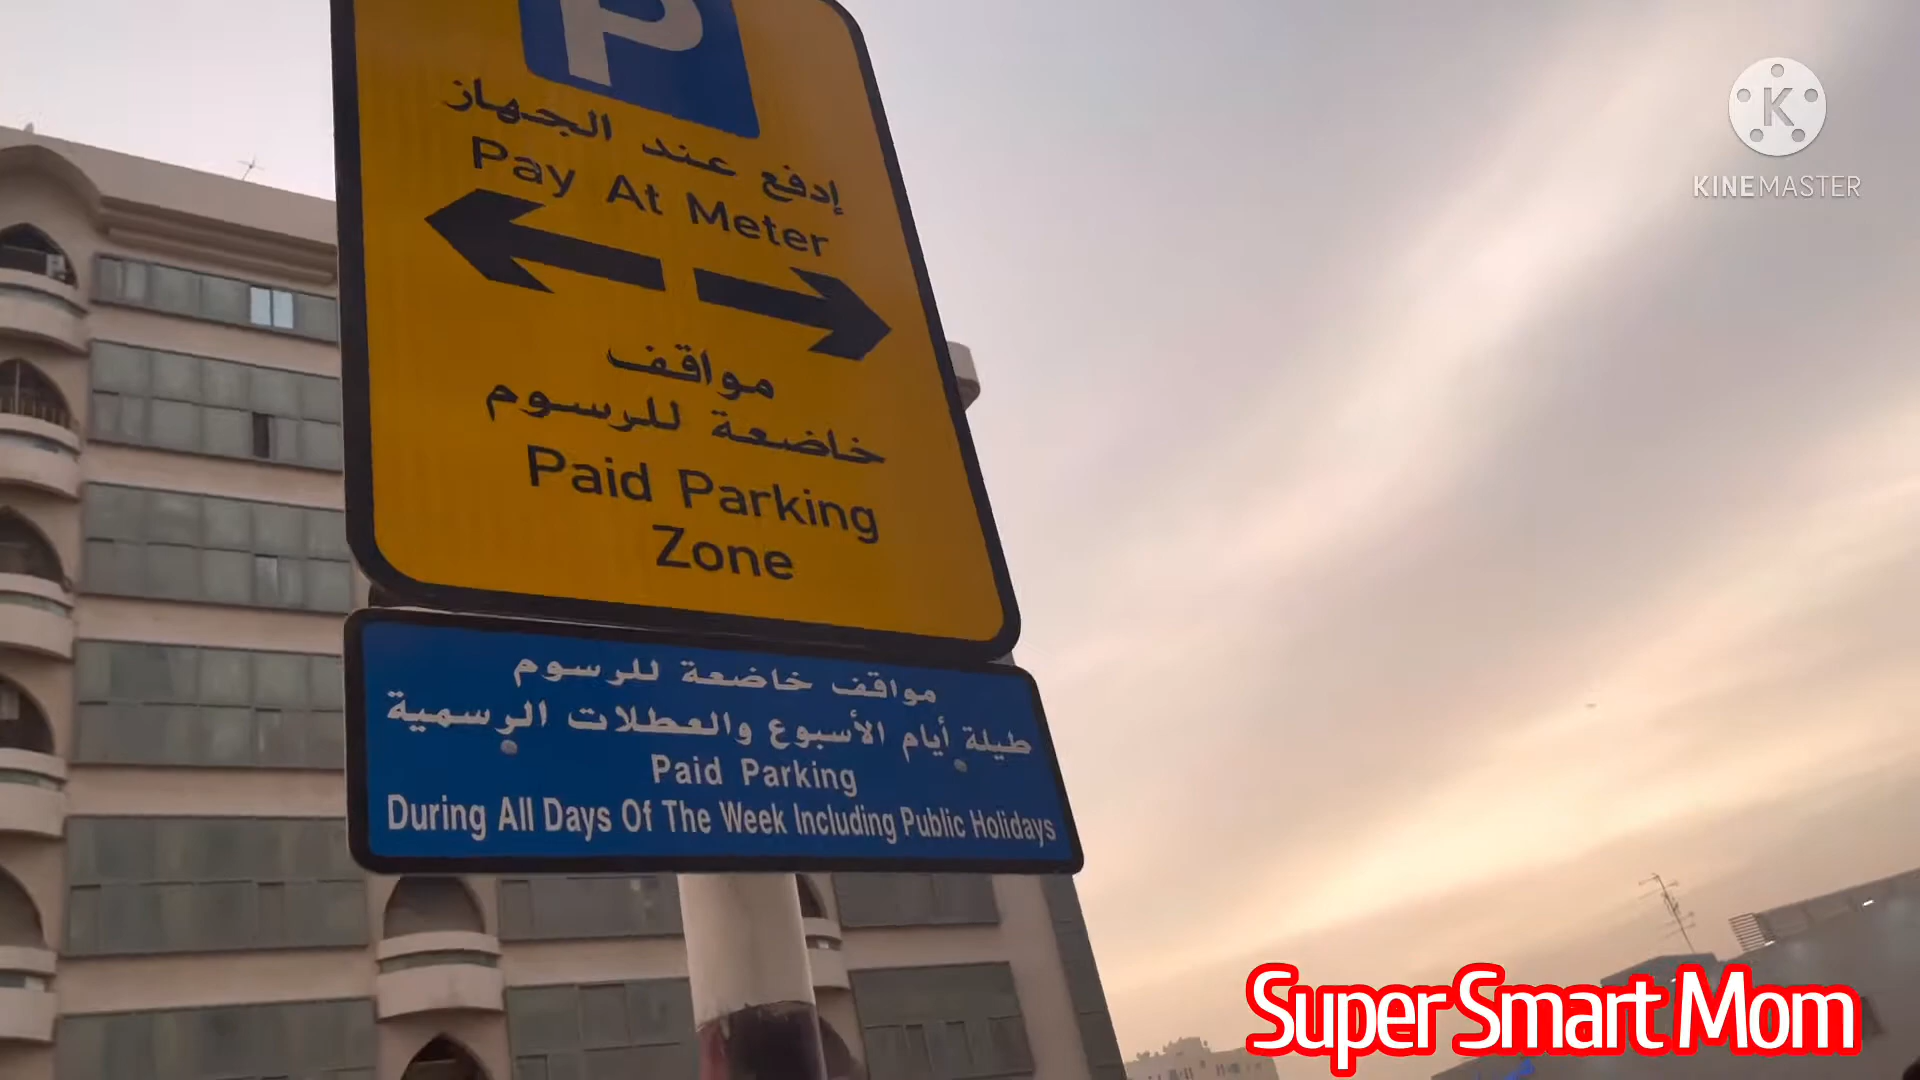 P
إدفع عند الجهاز
Pay At Meter
مواقف
خاضعة للرسوم
Paid Parking
Zone
مواقف خاضعة للرسوم
طيلة أيام الأسبوع والعطلات الرسمية
Paid Parking
During All Days Of The Week Including Public Holidays
K
KINEMASTER
Super Smart Mom